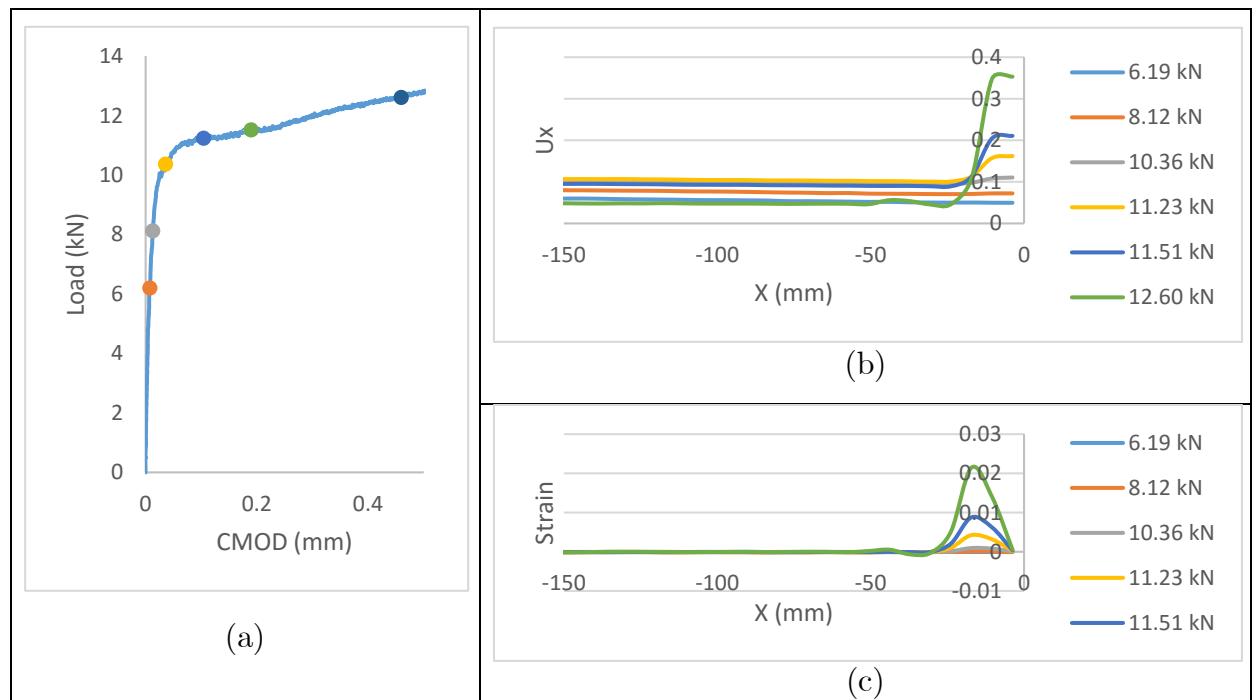 14
12
10
8
6
4
2
0
0 0.2 0.4
Load (kN)
CMOD (mm)
(a)
0.4
0.3
0.2
0.1
0
-150 -100 -50 0
Ux
X (mm)
6.19 kN
8.12 kN
10.36 kN
11.23 kN
11.51 kN
12.60 kN
(b)
0.03
0.02
0.01
0
-0.01
-150 -100 -50 0
Strain
X (mm)
6.19 kN
8.12 kN
10.36 kN
11.23 kN
11.51 kN
(c)